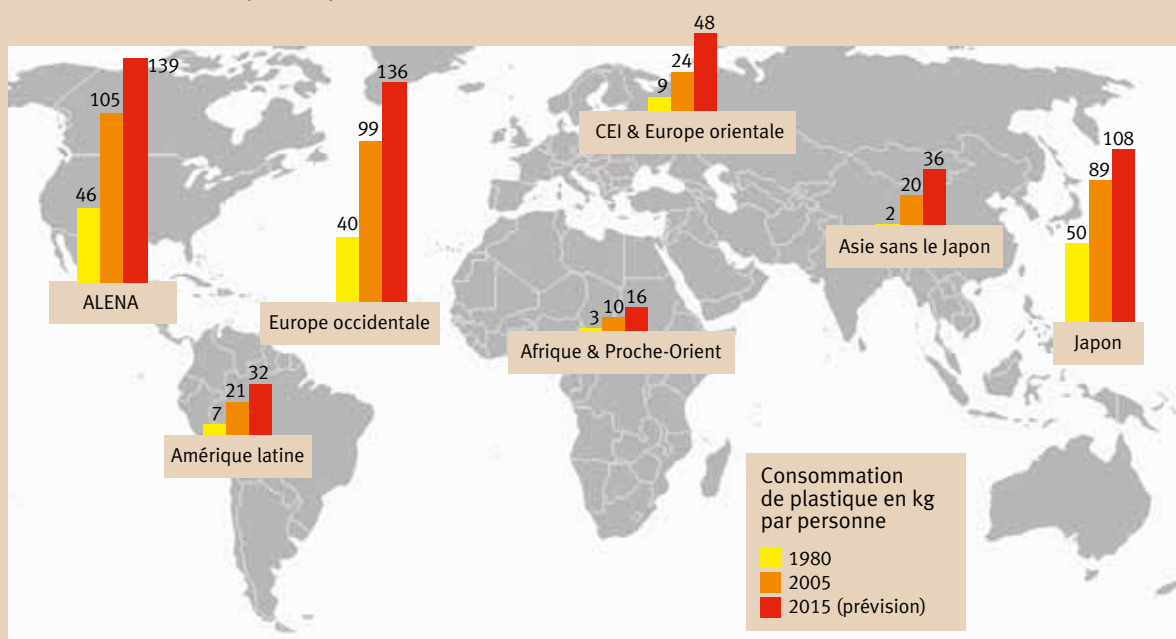 139
105
46
ALENA
136
99
40
Europe occidentale
48
24
9
CEI & Europe orientale
36
20
2
Asie sans le Japon
108
89
50
Japon
16
10
3
Afrique & Proche-Orient
32
21
7
Amérique latine
Consommation
de plastique en kg
par personne
1980
2005
2015 (prévision)